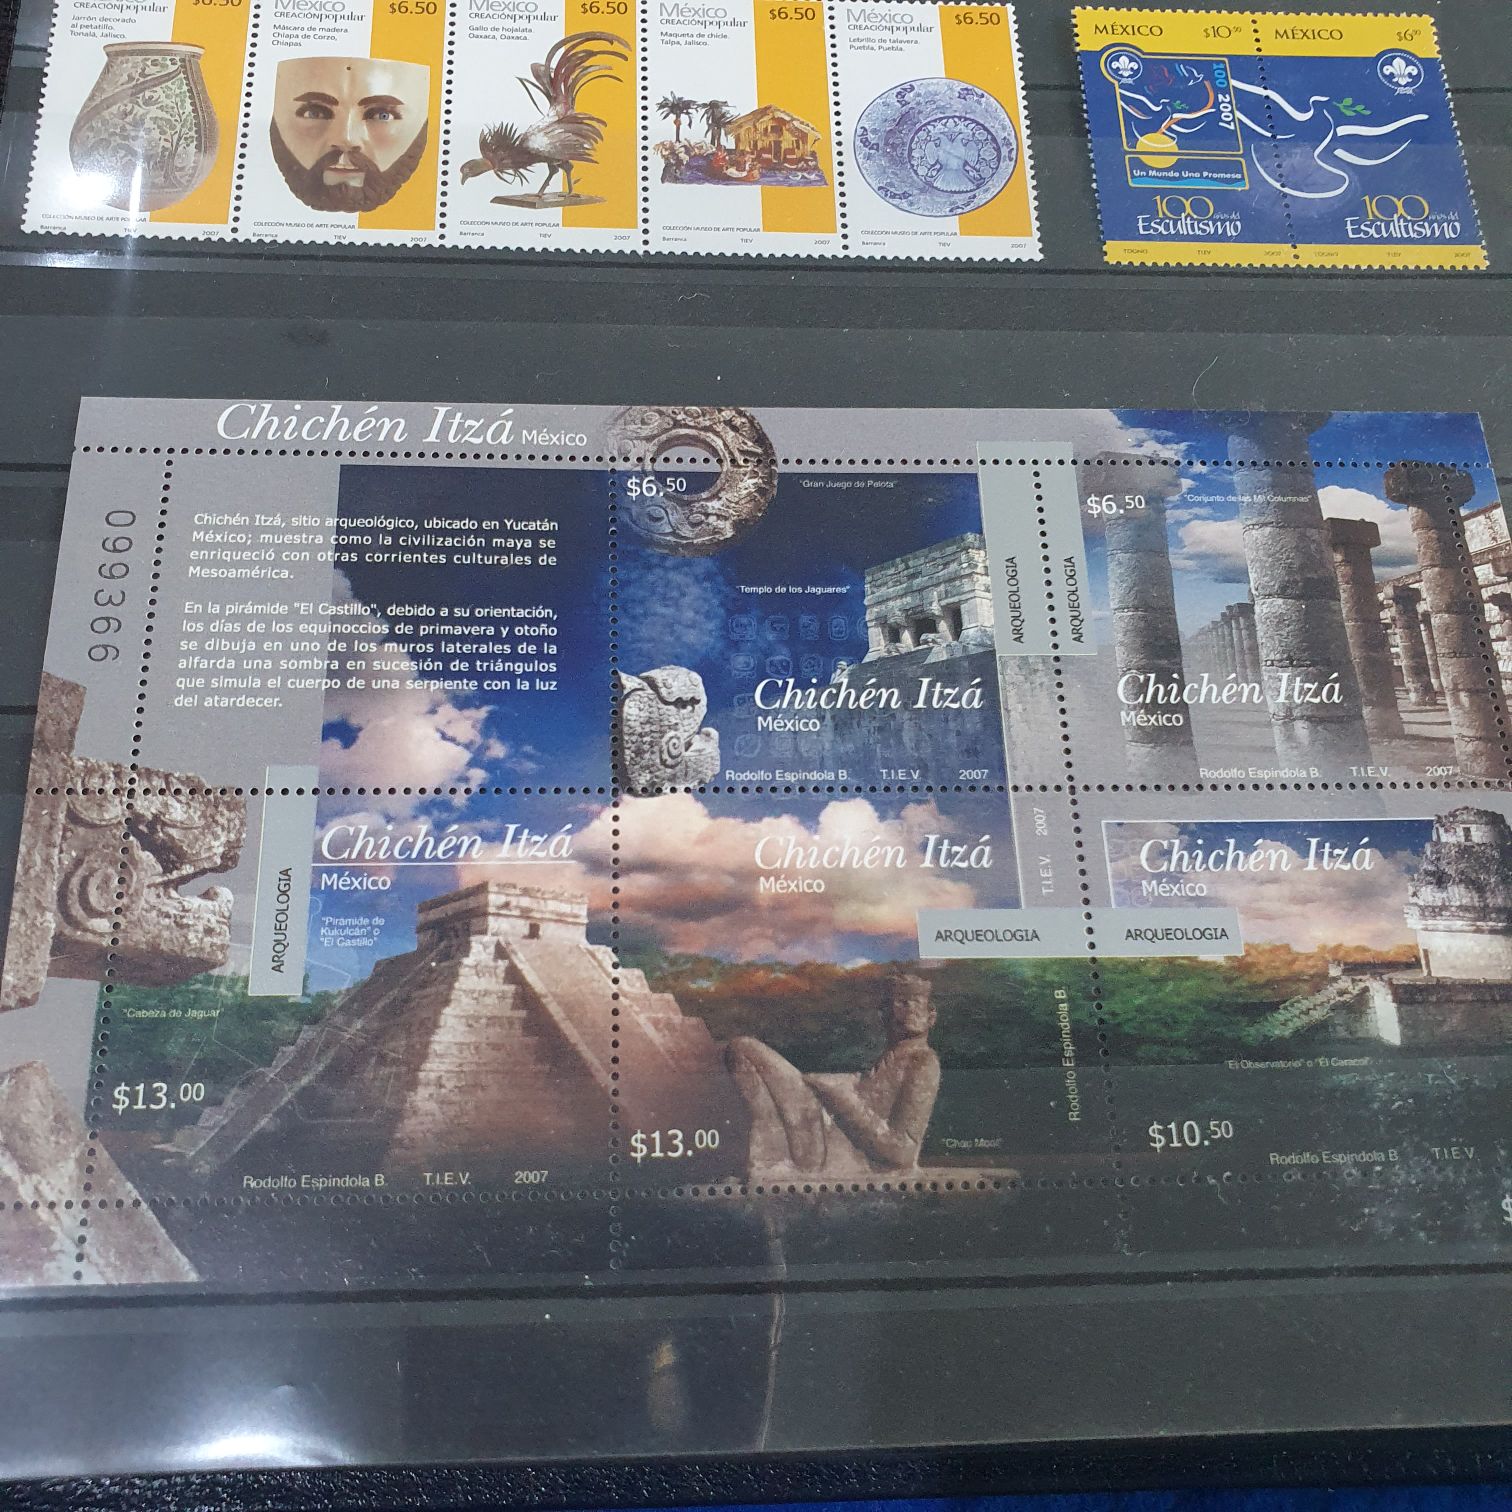 México
CREACIÓNpopular
$6.50
Jarrón decorado
al petatillo.
Tonalá, Jalisco.
COLECCIÓN MUSEO DE ARTE POPULAR
Barranca TIEV 2007
México
CREACIÓNpopular
$6.50
Máscara de madera
Chiapa de Corzo,
Chiapas
COLECCIÓN MUSEO DE ARTE POPULAR
Barranca TIEV 2007
México
CREACIÓNpopular
$6.50
Gallo de hojalata.
Oaxaca, Oaxaca.
COLECCIÓN MUSEO DE ARTE POPULAR
Barranca TIEV 2007
México
CREACIÓNpopular
$6.50
Maqueta de chicle.
Talpa, Jalisco.
COLECCIÓN MUSEO DE ARTE POPULAR
Barranca TIEV 2007
México
CREACIÓNpopular
$6.50
Lebrillo de talavera.
Puebla, Puebla.
COLECCIÓN MUSEO DE ARTE POPULAR
Barranca TIEV 2007
MÉXICO $10.50
100 2007
Un Mundo Una Promesa
100 años del
Escultismo
TIEV 2007
MÉXICO $6.50
100 años del
Escultismo
TIEV 2007
Chichén Itzá México
099366
Chichén Itzá, sitio arqueológico, ubicado en Yucatán
México; muestra como la civilización maya se
enriqueció con otras corrientes culturales de
Mesoamérica.
En la pirámide "El Castillo", debido a su orientación,
los días de los equinoccios de primavera y otoño
se dibuja en uno de los muros laterales de la
alfarda una sombra en sucesión de triángulos
que simula el cuerpo de una serpiente con la luz
del atardecer.
$6.50
"Gran Juego de Pelota"
"Templo de los Jaguares"
ARQUEOLOGIA
Chichén Itzá
México
Rodolfo Espindola B. T.I.E.V. 2007
$6.50
"Conjunto de las Mil Columnas"
ARQUEOLOGIA
Chichén Itzá
México
Rodolfo Espindola B. T.I.E.V. 2007
Chichén Itzá
México
ARQUEOLOGIA
"Pirámide de
Kukulcán" o
"El Castillo"
"Cabeza de Jaguar"
$13.00
Rodolfo Espindola B. T.I.E.V. 2007
Chichén Itzá
México
ARQUEOLOGIA
$13.00
"Chac Mool"
Rodolfo Espindola B. T.I.E.V. 2007
Chichén Itzá
México
ARQUEOLOGIA
"El Observatorio" o "El Caracol"
$10.50
Rodolfo Espindola B. T.I.E.V.